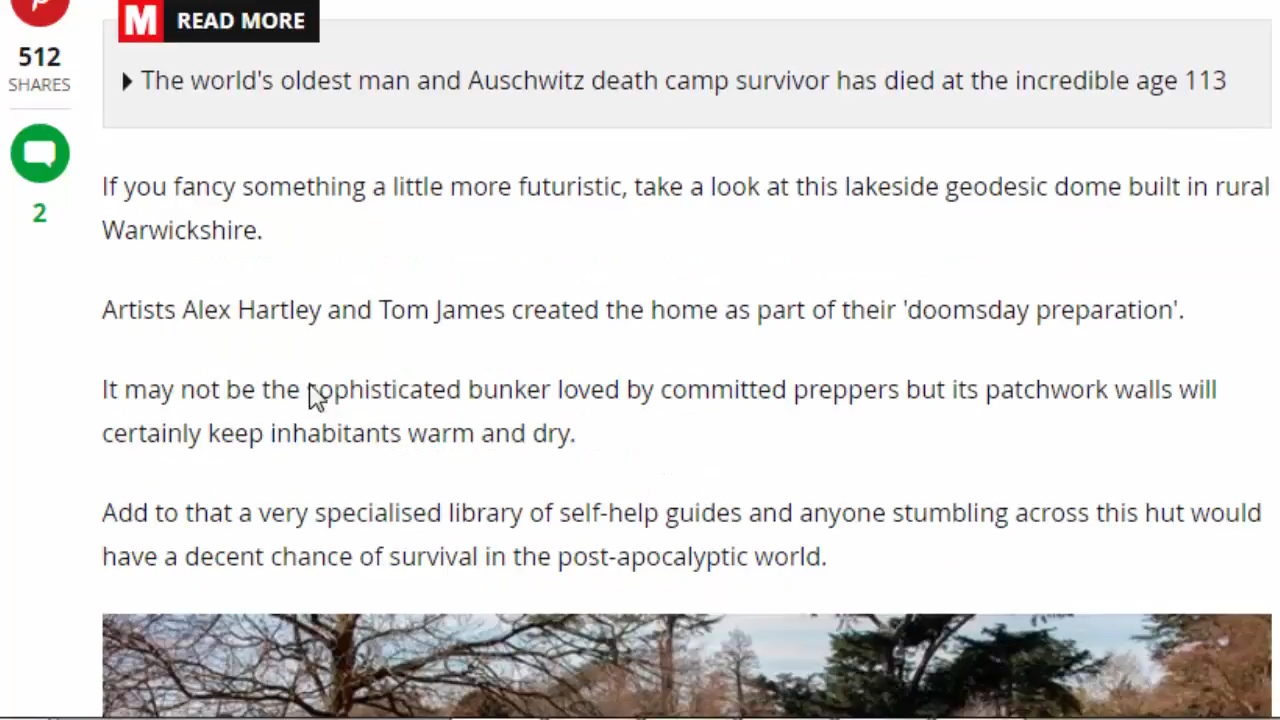 M READ MORE
512
SHARES
The world's oldest man and Auschwitz death camp survivor has died at the incredible age 113
2
If you fancy something a little more futuristic, take a look at this lakeside geodesic dome built in rural
Warwickshire.
Artists Alex Hartley and Tom James created the home as part of their 'doomsday preparation'.
It may not be the sophisticated bunker loved by committed preppers but its patchwork walls will
certainly keep inhabitants warm and dry.
Add to that a very specialised library of self-help guides and anyone stumbling across this hut would
have a decent chance of survival in the post-apocalyptic world.